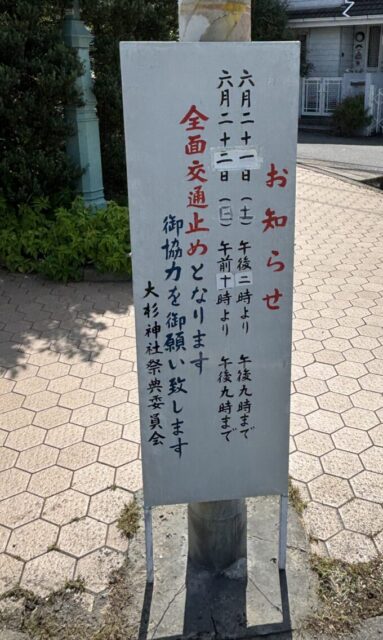 お知らせ
六月二十一日（土）午後二時より 午後九時まで
六月二十二日（日）午前十時より 午後九時まで
全面交通止めとなります
御協力を御願い致します
大杉神社祭典委員会